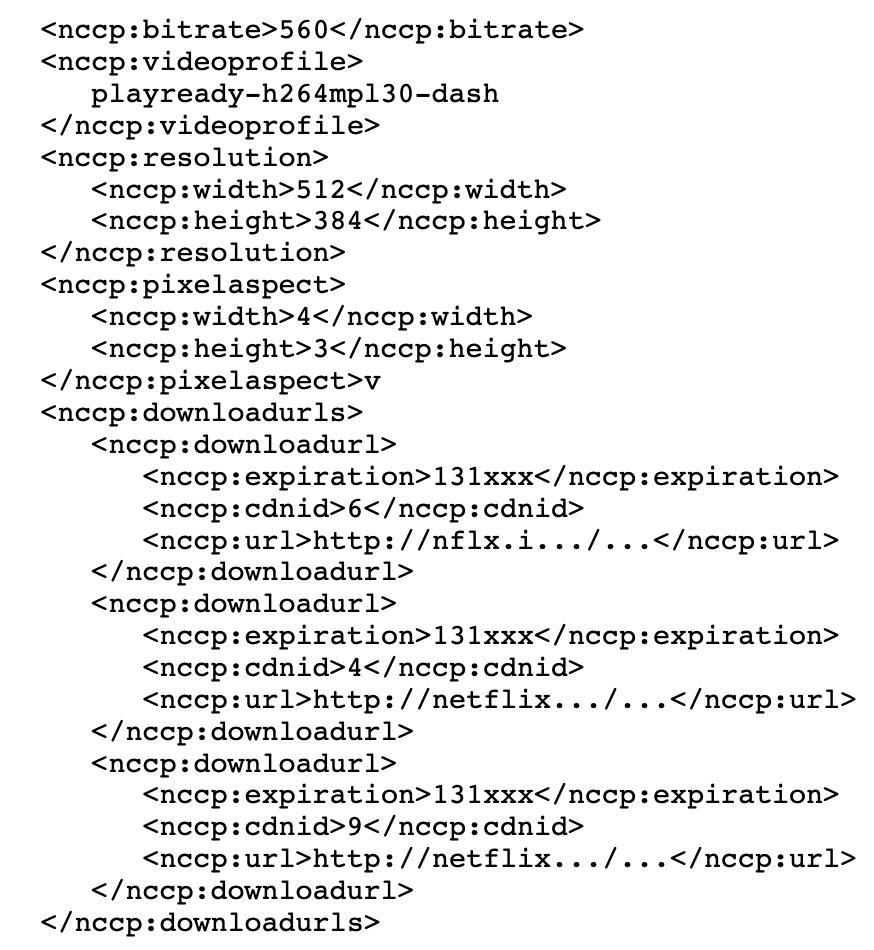 <nccp:bitrate>560</nccp:bitrate>
<nccp:videoprofile>
playready-h264mpl30-dash
</nccp:videoprofile>
<nccp:resolution>
<nccp:width>512</nccp:width>
<nccp:height>384</nccp:height>
</nccp:resolution>
<nccp:pixelaspect>
<nccp:width>4</nccp:width>
<nccp:height>3</nccp:height>
</nccp:pixelaspect>v
<nccp:downloadurls>
<nccp:downloadurl>
<nccp:expiration>131xxx</nccp:expiration>
<nccp:cdnid>6</nccp:cdnid>
<nccp:url>http://nflx.i.../...</nccp:url>
</nccp:downloadurl>
<nccp:downloadurl>
<nccp:expiration>131xxx</nccp:expiration>
<nccp:cdnid>4</nccp:cdnid>
<nccp:url>http://netflix.../...</nccp:url>
</nccp:downloadurl>
<nccp:downloadurl>
<nccp:expiration>131xxx</nccp:expiration>
<nccp:cdnid>9</nccp:cdnid>
<nccp:url>http://netflix.../...</nccp:url>
</nccp:downloadurl>
</nccp:downloadurls>